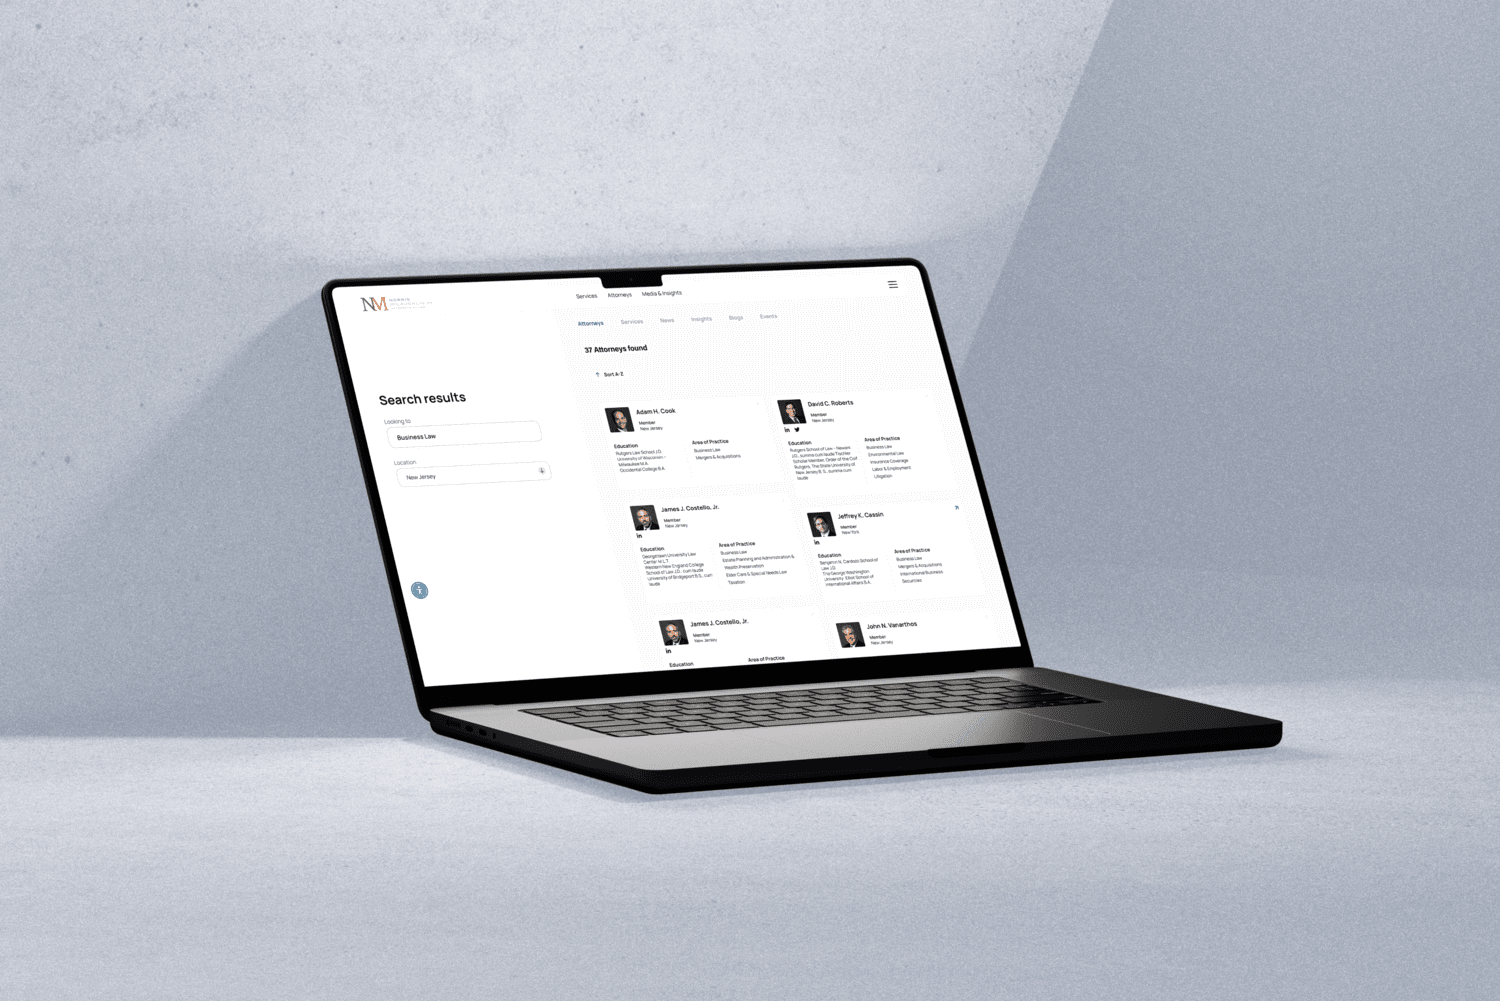 NM NORRIS
Services Attorneys Media & Insights
Attorneys Services News Insights Blogs Events
37 Attorneys found
Sort A-Z
Search results
Looking to
Business Law
Location
New Jersey
Adam H. Cook
Member
New Jersey
Education
Rutgers Law School J.D.
University of Wisconsin -
Milwaukee M.A.
Occidental College B.A.
Area of Practice
Business Law
Mergers & Acquisitions
David C. Roberts
Member
New Jersey
in
Education
Rutgers School of Law - Newark
J.D., summa cum laude Trischer
Scholar Member, Order of the Coif
Rutgers, The State University of
New Jersey B. S., summa cum
laude
Area of Practice
Business Law
Environmental Law
Insurance Coverage
Labor & Employment
Litigation
James J. Costello, Jr.
Member
New Jersey
in
Education
Georgetown University Law
Center M.L.T.
Western New England College
School of Law J.D., cum laude
University of Bridgeport B.S., cum
laude
Area of Practice
Business Law
Estate Planning and Administration &
Wealth Preservation
Elder Care & Special Needs Law
Taxation
Jeffrey K. Cassin
Member
New York
in
Education
Benjamin N. Cardozo School of
Law J.D.
The George Washington
University, Elliot School of
International Affairs B.A.
Area of Practice
Business Law
Mergers & Acquisitions
International Business
Securities
James J. Costello, Jr.
Member
New Jersey
in
Education
Area of Practice
John N. Vanarthos
Member
New Jersey